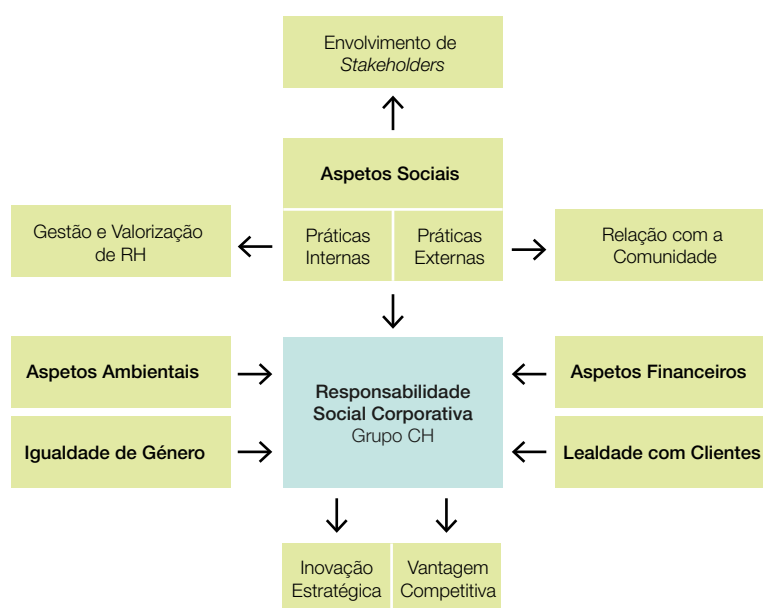 Envolvimento de
Stakeholders
Aspetos Sociais
Gestão e Valorização
de RH
Práticas
Internas
Práticas
Externas
Relação com a
Comunidade
Aspetos Ambientais
Igualdade de Género
Responsabilidade
Social Corporativa
Grupo CH
Aspetos Financeiros
Lealdade com Clientes
Inovação
Estratégica
Vantagem
Competitiva